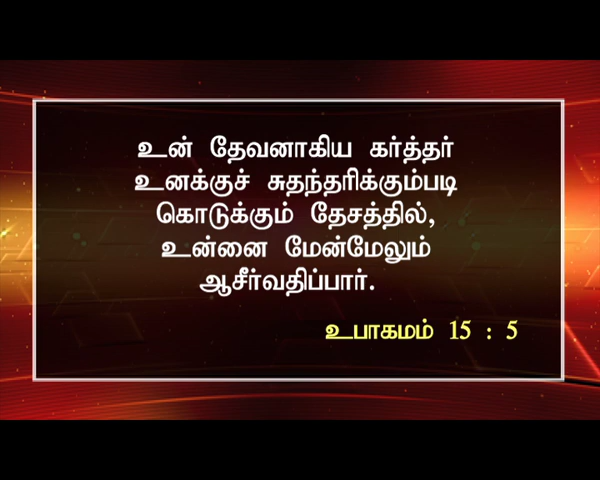 உன் தேவனாகிய கர்த்தர்
உனக்குச் சுதந்தரிக்கும்படி
கொடுக்கும் தேசத்தில்,
உன்னை மேன்மேலும்
ஆசீர்வதிப்பார்.
உபாகமம் 15 : 5